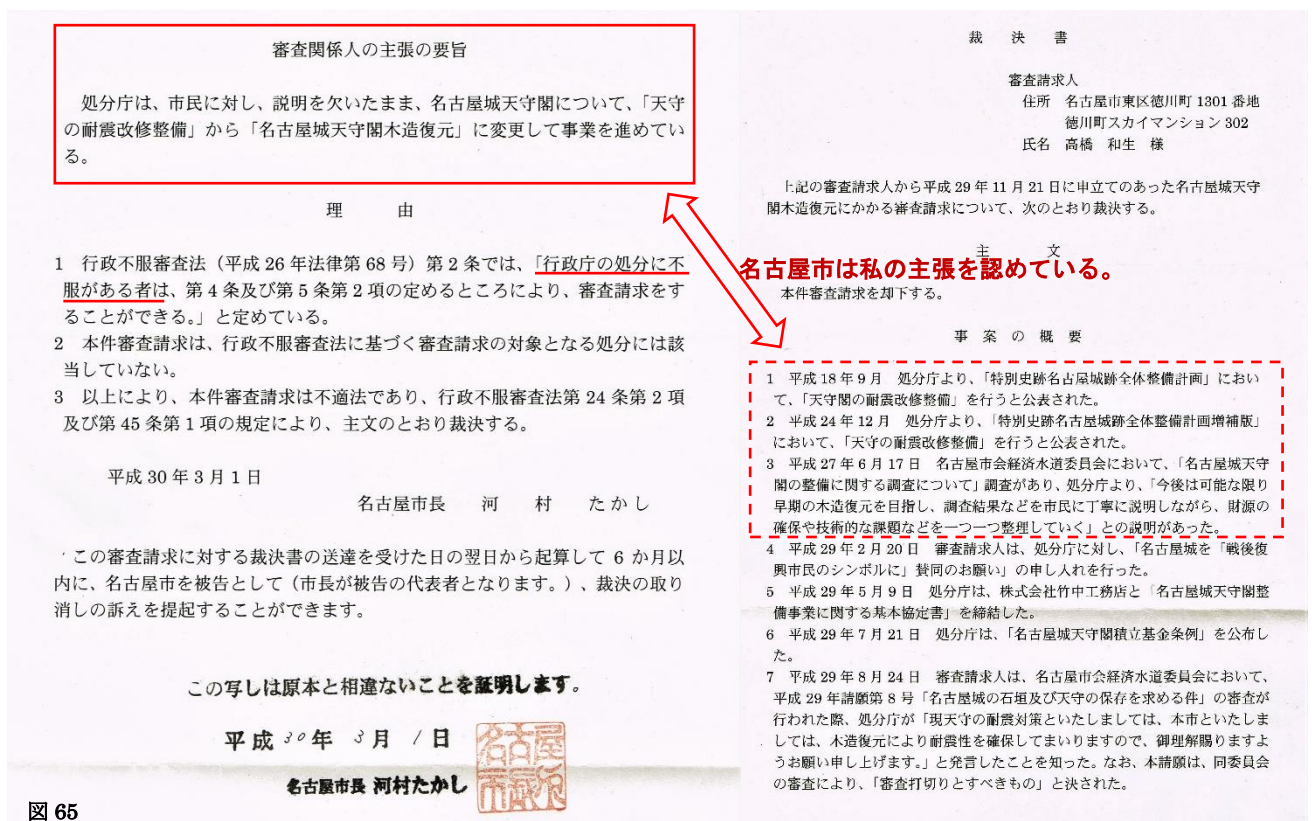 裁 決 書
審査請求人
住所 名古屋市東区徳川町 1301 番地
徳川町スカイマンション 302
氏名 高橋 和生 様
上記の審査請求人から平成 29 年 11 月 21 日に申立てのあった名古屋城天守
閣木造復元にかかる審査請求について、次のとおり裁決する。
主 文
名古屋市は私の主張を認めている。
本件審査請求を却下する。
事 案 の 概 要
1 平成 18 年 9 月 処分庁より、「特別史跡名古屋城跡全体整備計画」におい
て、「天守閣の耐震改修整備」を行うと公表された。
2 平成 24 年 12 月 処分庁より、「特別史跡名古屋城跡全体整備計画増補版」
において、「天守の耐震改修整備」を行うと公表された。
3 平成 27 年 6 月 17 日 名古屋市会経済水道委員会において、「名古屋城天守
閣の整備に関する調査について」調査があり、処分庁より、「今後は可能な限り
早期の木造復元を目指し、調査結果などを市民に丁寧に説明しながら、財源の
確保や技術的な課題などを一つ一つ整理していく」との説明があった。
4 平成 29 年 2 月 20 日 審査請求人は、処分庁に対し、「名古屋城を「戦後復
興市民のシンボルに」賛同のお願い」の申し入れを行った。
5 平成 29 年 5 月 9 日 処分庁は、株式会社竹中工務店と「名古屋城天守閣整
備事業に関する基本協定書」を締結した。
6 平成 29 年 7 月 21 日 処分庁は、「名古屋城天守閣積立基金条例」を公布し
た。
7 平成 29 年 8 月 24 日 審査請求人は、名古屋市会経済水道委員会において、
平成 29 年請願第 8 号「名古屋城の石垣及び天守の保存を求める件」の審査が
行われた際、処分庁が「現天守の耐震対策といたしましては、本市といたしま
しては、木造復元により耐震性を確保してまいりますので、御理解賜りますよ
うお願い申し上げます。」と発言したことを知った。なお、本請願は、同委員会
の審査により、「審査打切りとすべきもの」と決された。
審査関係人の主張の要旨
処分庁は、市民に対し、説明を欠いたまま、名古屋城天守閣について、「天守
の耐震改修整備」から「名古屋城天守閣木造復元」に変更して事業を進めてい
る。
理 由
1 行政不服審査法（平成 26 年法律第 68 号）第 2 条では、「行政庁の処分に不
服がある者は、第 4 条及び第 5 条第 2 項の定めるところにより、審査請求をす
ることができる。」と定めている。
2 本件審査請求は、行政不服審査法に基づく審査請求の対象となる処分には該
当していない。
3 以上により、本件審査請求は不適法であり、行政不服審査法第 24 条第 2 項
及び第 45 条第 1 項の規定により、主文のとおり裁決する。
平成 30 年 3 月 1 日
名古屋市長 河 村 たかし
この審査請求に対する裁決書の送達を受けた日の翌日から起算して 6 か月以
内に、名古屋市を被告として（市長が被告の代表者となります。）、裁決の取り
消しの訴えを提起することができます。
この写しは原本と相違ないことを証明します。
平成 30年 3月 1日
名古屋市長 河村たかし
図 65